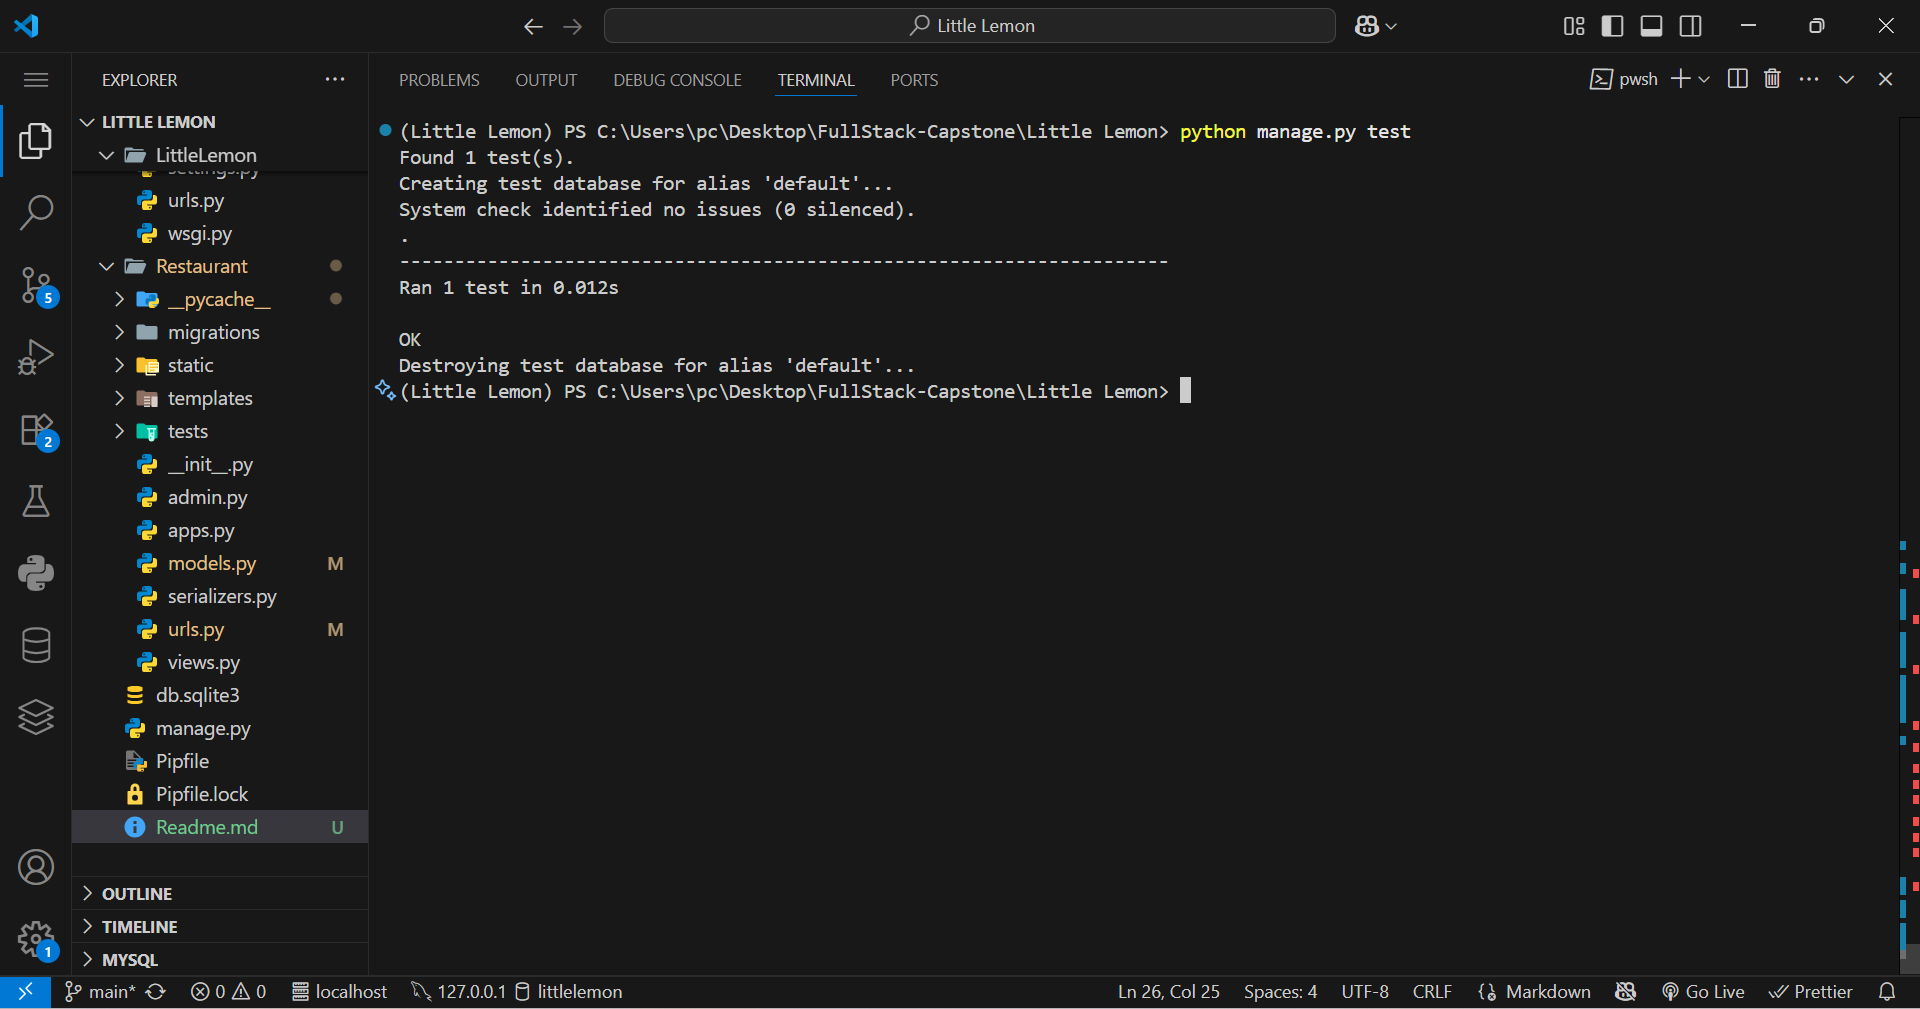 Little Lemon
EXPLORER
LITTLE LEMON
LittleLemon
settings.py
urls.py
wsgi.py
Restaurant
__pycache__
migrations
static
templates
tests
__init__.py
admin.py
apps.py
models.py M
serializers.py
urls.py M
views.py
db.sqlite3
manage.py
Pipfile
Pipfile.lock
Readme.md U
OUTLINE
TIMELINE
MYSQL
5
2
1
PROBLEMS OUTPUT DEBUG CONSOLE TERMINAL PORTS
pwsh
(Little Lemon) PS C:\Users\pc\Desktop\FullStack-Capstone\Little Lemon> python manage.py test
Found 1 test(s).
Creating test database for alias 'default'...
System check identified no issues (0 silenced).
.
----------------------------------------------------------------------
Ran 1 test in 0.012s
OK
Destroying test database for alias 'default'...
(Little Lemon) PS C:\Users\pc\Desktop\FullStack-Capstone\Little Lemon>
main* 0 0 localhost 127.0.0.1 littlelemon
Ln 26, Col 25 Spaces: 4 UTF-8 CRLF Markdown Go Live Prettier